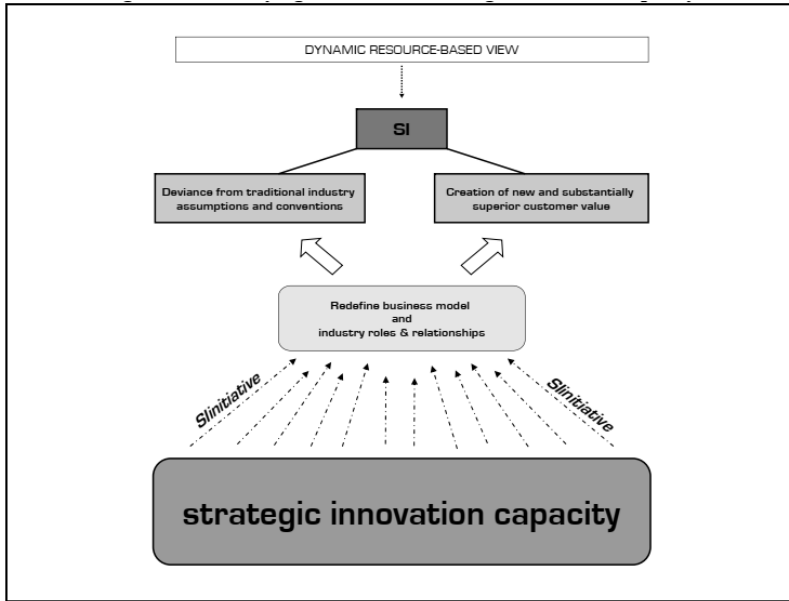 DYNAMIC RESOURCE-BASED VIEW
SI
Deviance from traditional industry
assumptions and conventions
Creation of new and substantially
superior customer value
Redefine business model
and
industry roles & relationships
SIinitiative
SIinitiative
strategic innovation capacity